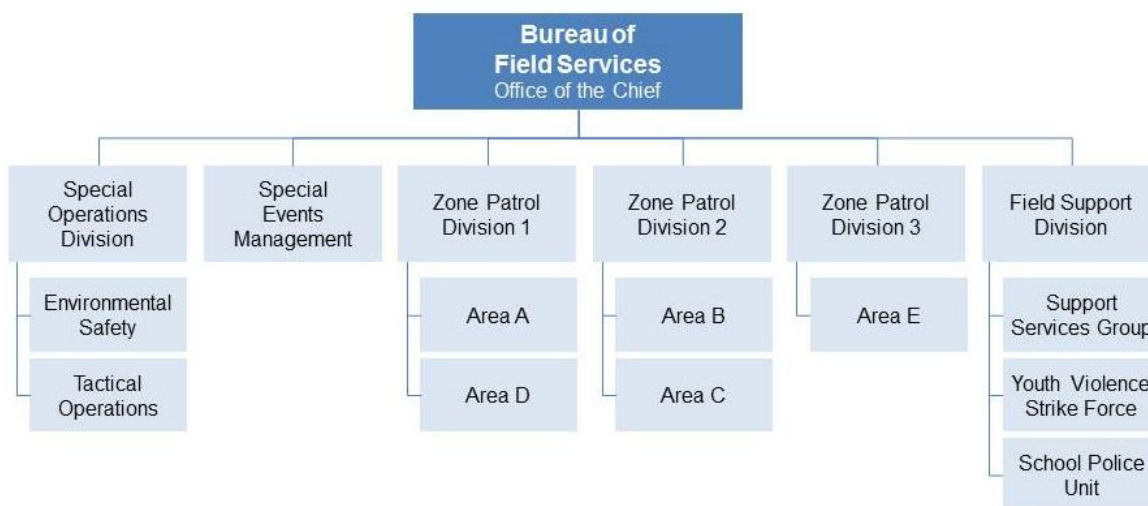 Bureau of
Field Services
Office of the Chief
Special
Operations
Division
Special
Events
Management
Zone Patrol
Division 1
Zone Patrol
Division 2
Zone Patrol
Division 3
Field Support
Division
Environmental
Safety
Tactical
Operations
Area A
Area D
Area B
Area C
Area E
Support
Services Group
Youth Violence
Strike Force
School Police
Unit